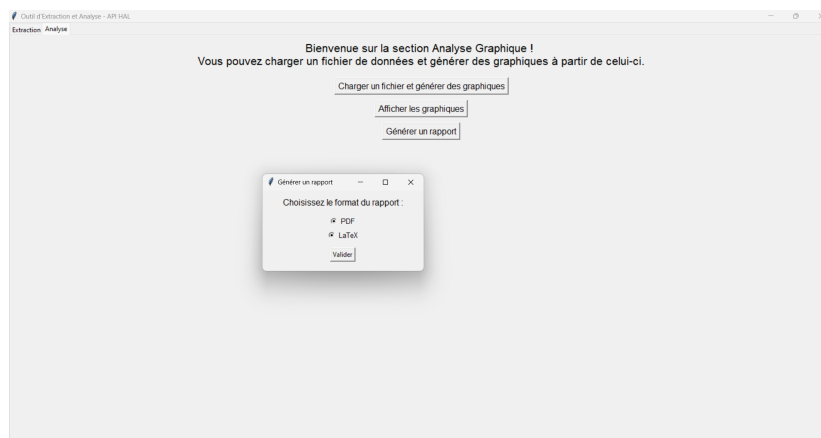 Outil d'Extraction et Analyse - API HAL
Extraction Analyse
Bienvenue sur la section Analyse Graphique !
Vous pouvez charger un fichier de données et générer des graphiques à partir de celui-ci.
Charger un fichier et générer des graphiques
Afficher les graphiques
Générer un rapport
Générer un rapport
Choisissez le format du rapport :
PDF
LaTeX
Valider